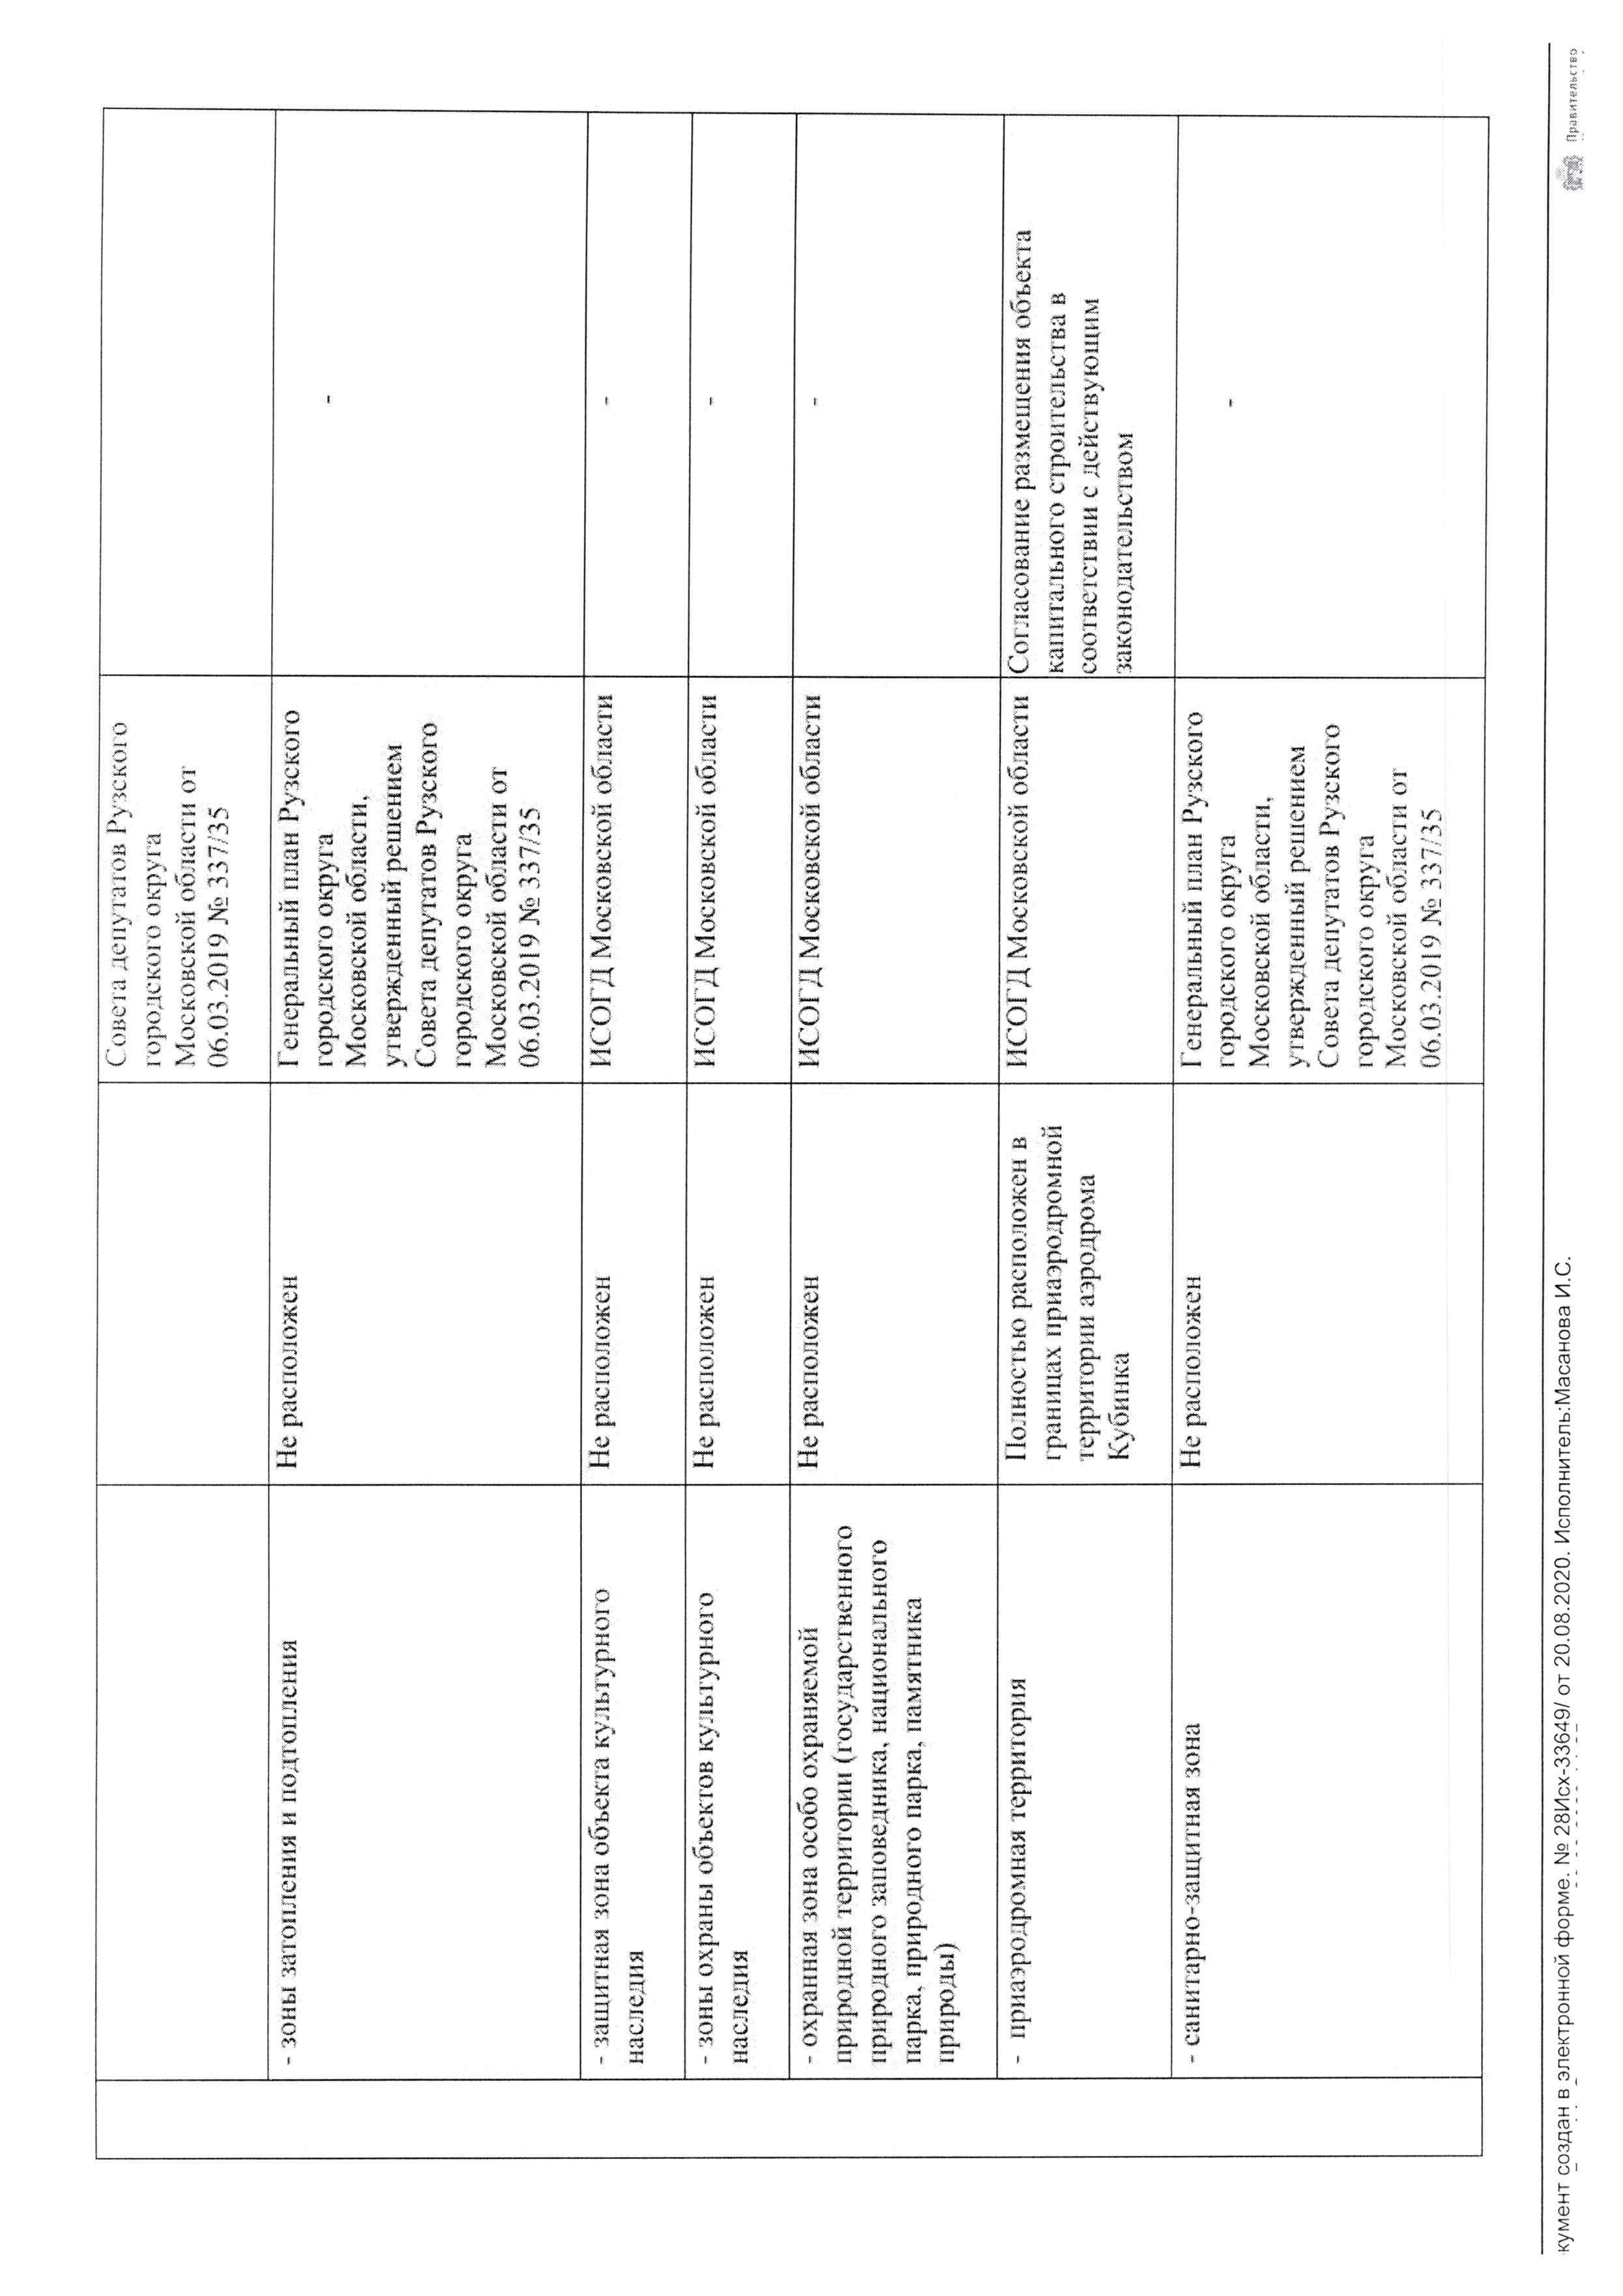 Совета депутатов Рузского
городского округа
Московской области от
06.03.2019 № 337/35
- зоны затопления и подтопления
Не расположен
Генеральный план Рузского
городского округа
Московской области,
утвержденный решением
Совета депутатов Рузского
городского округа
Московской области от
06.03.2019 № 337/35
-
- защитная зона объекта культурного
наследия
Не расположен
ИСОГД Московской области
-
- зоны охраны объектов культурного
наследия
Не расположен
ИСОГД Московской области
-
- охранная зона особо охраняемой
природной территории (государственного
природного заповедника, национального
парка, природного парка, памятника
природы)
Не расположен
ИСОГД Московской области
-
- приаэродромная территория
Полностью расположен в
границах приаэродромной
территории аэродрома
Кубинка
ИСОГД Московской области
Согласование размещения объекта
капитального строительства в
соответствии с действующим
законодательством
- санитарно-защитная зона
Не расположен
Генеральный план Рузского
городского округа
Московской области,
утвержденный решением
Совета депутатов Рузского
городского округа
Московской области от
06.03.2019 № 337/35
-
кумент создан в электронной форме. № 28Исх-33649/ от 20.08.2020. Исполнитель:Масанова И.С.
Правительство